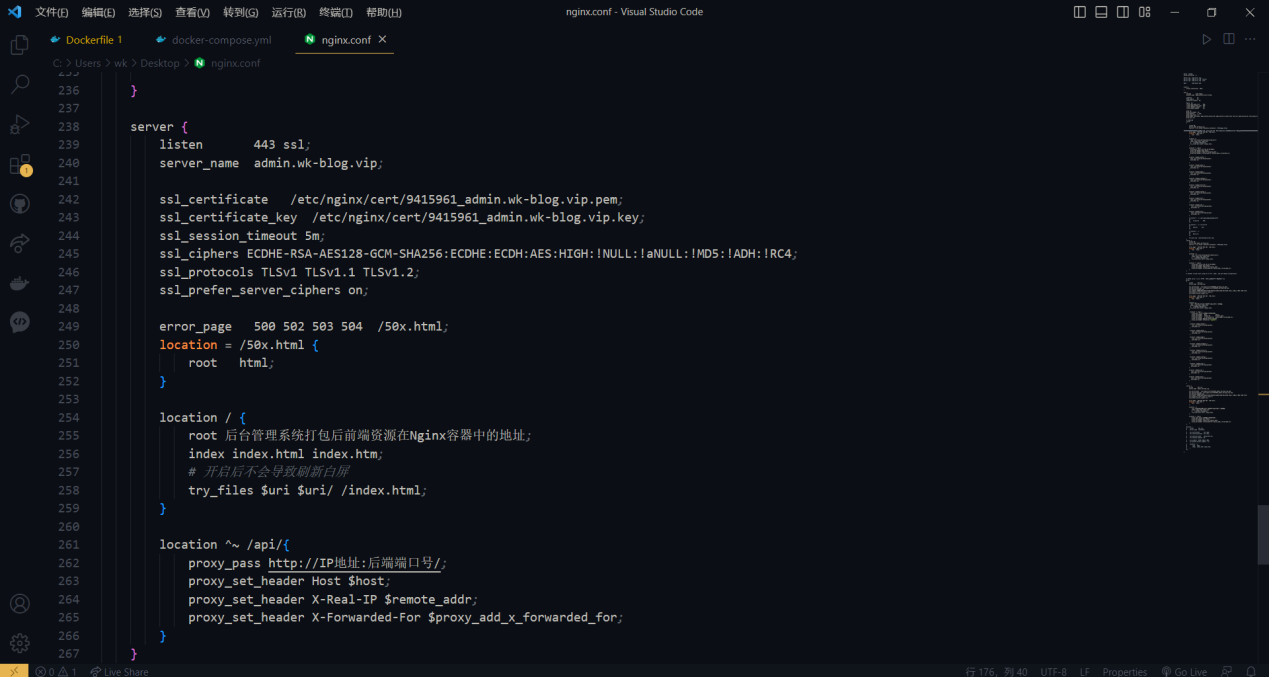 文件(F) 编辑(E) 选择(S) 查看(V) 转到(G) 运行(R) 终端(T) 帮助(H)
nginx.conf - Visual Studio Code
Dockerfile 1 docker-compose.yml nginx.conf
C: > Users > wk > Desktop > nginx.conf
235
236 }
237
238 server {
239 listen 443 ssl;
240 server_name admin.wk-blog.vip;
241
242 ssl_certificate /etc/nginx/cert/9415961_admin.wk-blog.vip.pem;
243 ssl_certificate_key /etc/nginx/cert/9415961_admin.wk-blog.vip.key;
244 ssl_session_timeout 5m;
245 ssl_ciphers ECDHE-RSA-AES128-GCM-SHA256:ECDHE:ECDH:AES:HIGH:!NULL:!aNULL:!MD5:!ADH:!RC4;
246 ssl_protocols TLSv1 TLSv1.1 TLSv1.2;
247 ssl_prefer_server_ciphers on;
248
249 error_page 500 502 503 504 /50x.html;
250 location = /50x.html {
251 root html;
252 }
253
254 location / {
255 root 后台管理系统打包后前端资源在Nginx容器中的地址;
256 index index.html index.htm;
257 # 开启后不会导致刷新白屏
258 try_files $uri $uri/ /index.html;
259 }
260
261 location ^~ /api/{
262 proxy_pass http://IP地址:后端端口号/;
263 proxy_set_header Host $host;
264 proxy_set_header X-Real-IP $remote_addr;
265 proxy_set_header X-Forwarded-For $proxy_add_x_forwarded_for;
266 }
267 }
1
0 1 Live Share 行 176，列 40 UTF-8 LF Properties Go Live